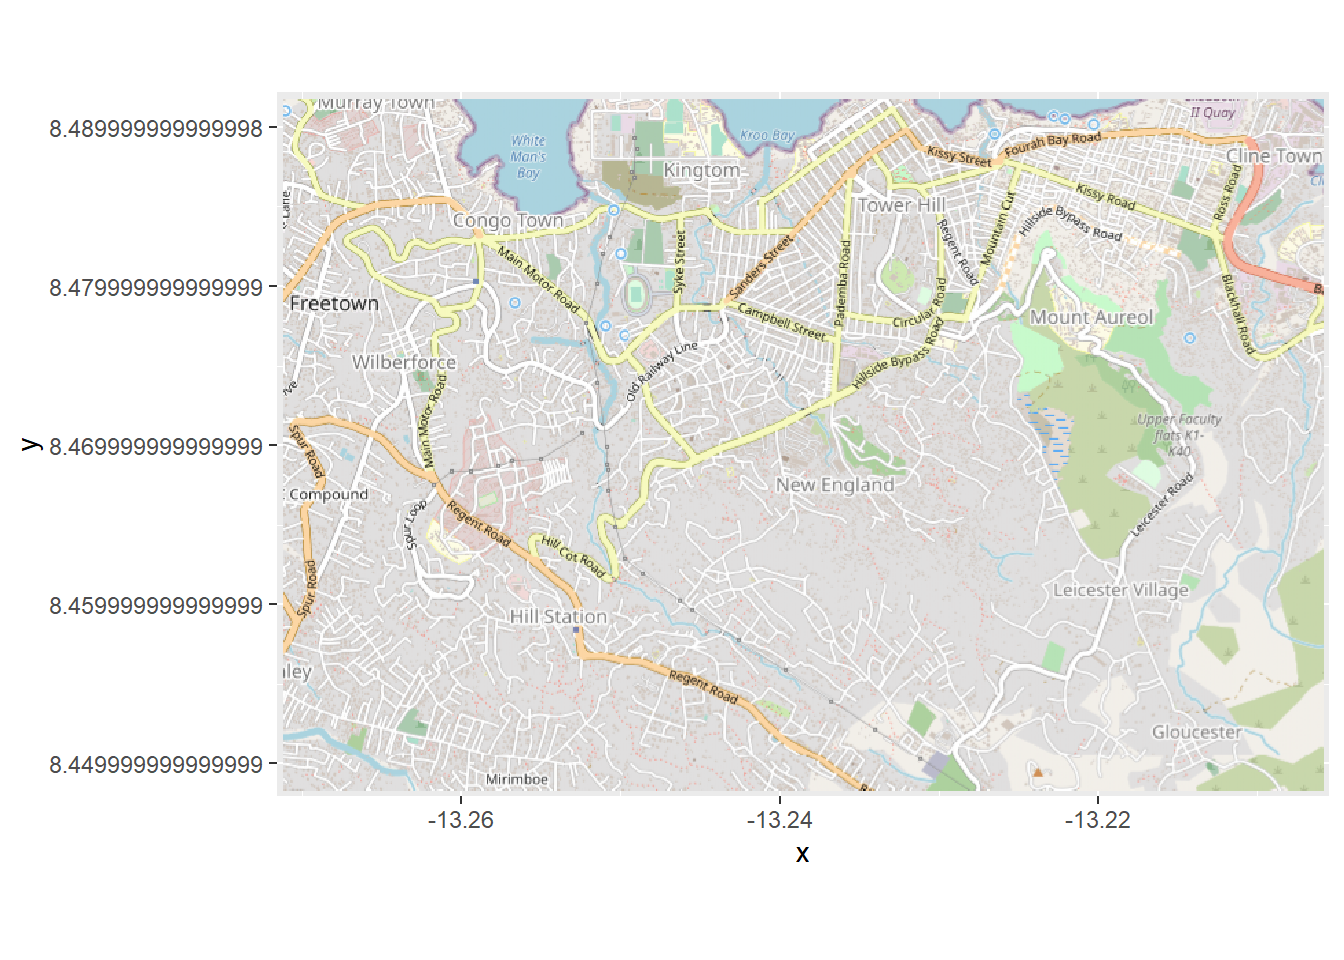 Murray Town
II Quay
8.489999999999998
White
Man's
Bay
Kroo Bay
Kissy Street
Fourah Bay Road
Cline Town
Kingtom
Lane
Congo Town
Tower Hill
Kissy Road
Ross Road
Hillside Bypass Road
Mountain Cut
Regent Road
Main Motor Road
Syke Street
Sanders Street
Pademba Road
8.479999999999999
Freetown
Campbell Street
Circular Road
Mount Aureol
Blackhall Road
Wilberforce
Old Railway Line
Hillside Bypass Road
Main Motor Road
Upper Faculty
flats K1-
K40
y
8.469999999999999
Spur Road
Compound
New England
Spur Loop
Regent Road
Leicester Road
Hill Cot Road
8.459999999999999
Spur Road
Hill Station
Leicester Village
Regent Road
Gloucester
8.449999999999999
Mirimboe
-13.26
-13.24
-13.22
x